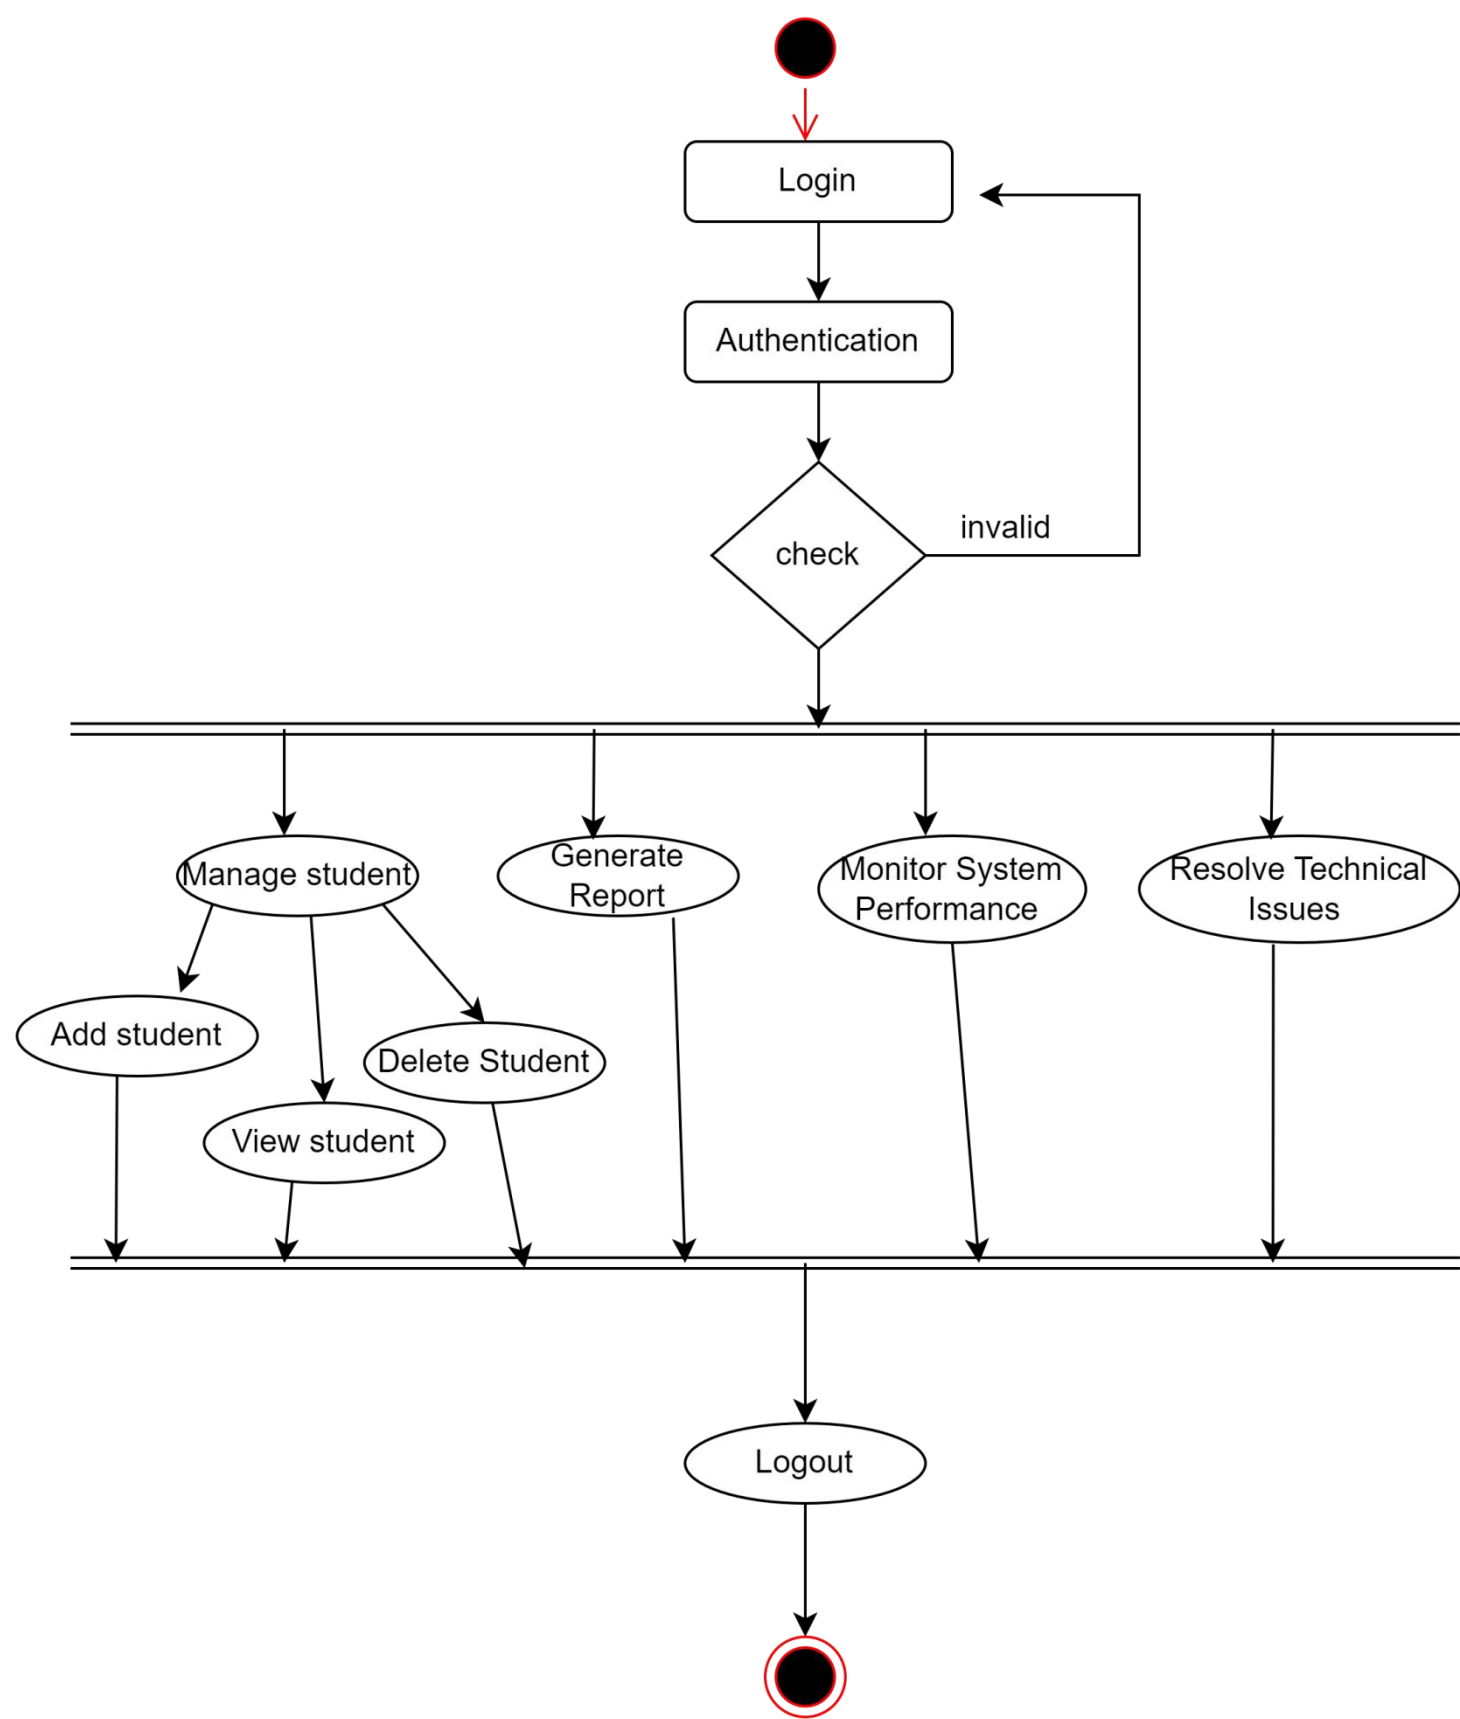 Login
Authentication
check
invalid
Manage student
Generate
Report
Monitor System
Performance
Resolve Technical
Issues
Add student
Delete Student
View student
Logout